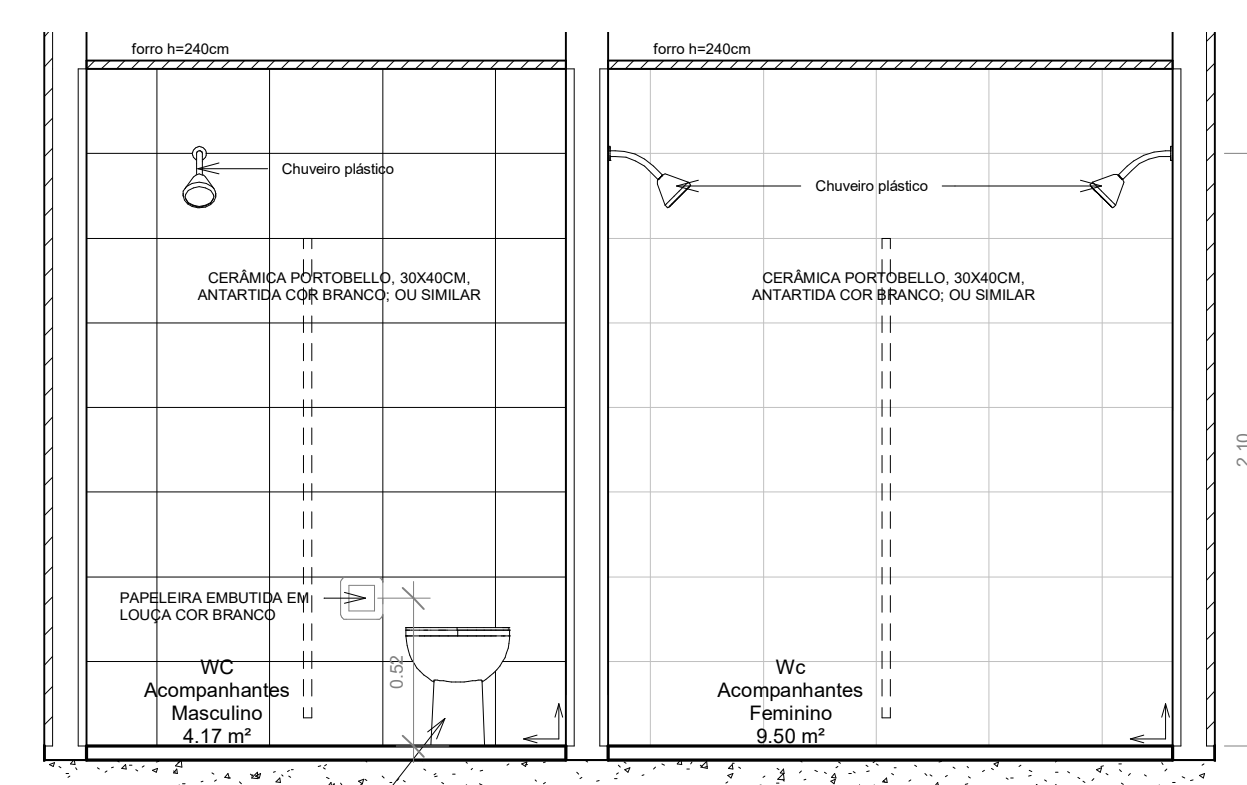 forro h=240cm
Chuveiro plástico
CERÂMICA PORTOBELLO, 30X40CM,
ANTARTIDA COR BRANCO; OU SIMILAR
PAPELEIRA EMBUTIDA EM
LOUÇA COR BRANCO
0.52
WC
Acompanhantes
Masculino
4.17 m²
forro h=240cm
Chuveiro plástico
CERÂMICA PORTOBELLO, 30X40CM,
ANTARTIDA COR BRANCO; OU SIMILAR
Wc
Acompanhantes
Feminino
9.50 m²
2.10